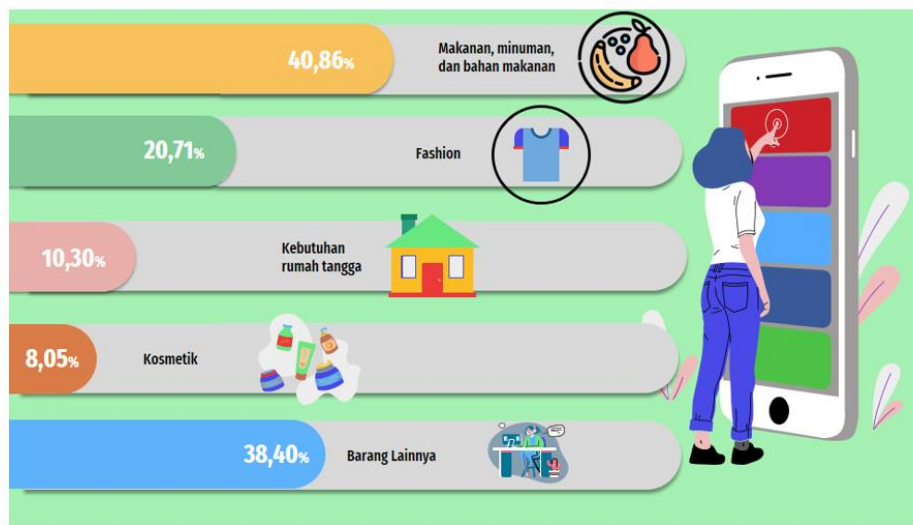 40,86%
Makanan, minuman,
dan bahan makanan
20,71%
Fashion
10,30%
Kebutuhan
rumah tangga
8,05%
Kosmetik
38,40%
Barang Lainnya